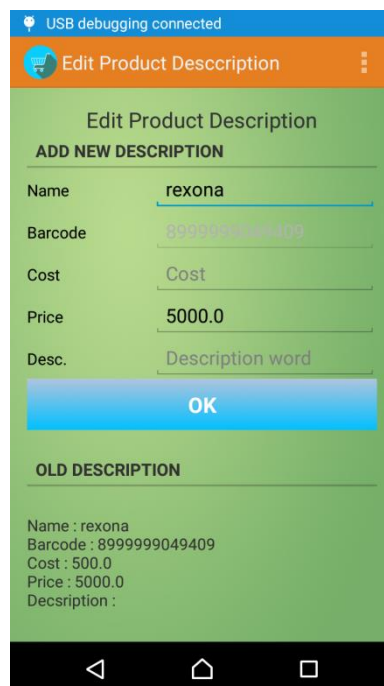 USB debugging connected
Edit Product Desccription
Edit Product Description
ADD NEW DESCRIPTION
Name rexona
Barcode 8999999049409
Cost Cost
Price 5000.0
Desc. Description word
OK
OLD DESCRIPTION
Name : rexona
Barcode : 8999999049409
Cost : 500.0
Price : 5000.0
Decsription :